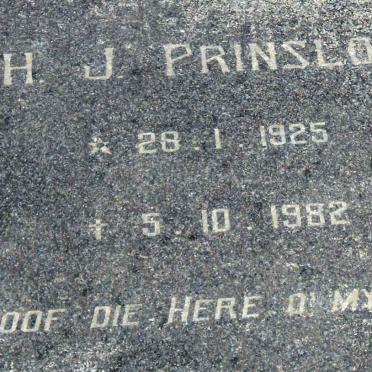 H. J. PRINSLO
* 28.1.1925
† 5.10.1982
OOF DIE HERE O! MY